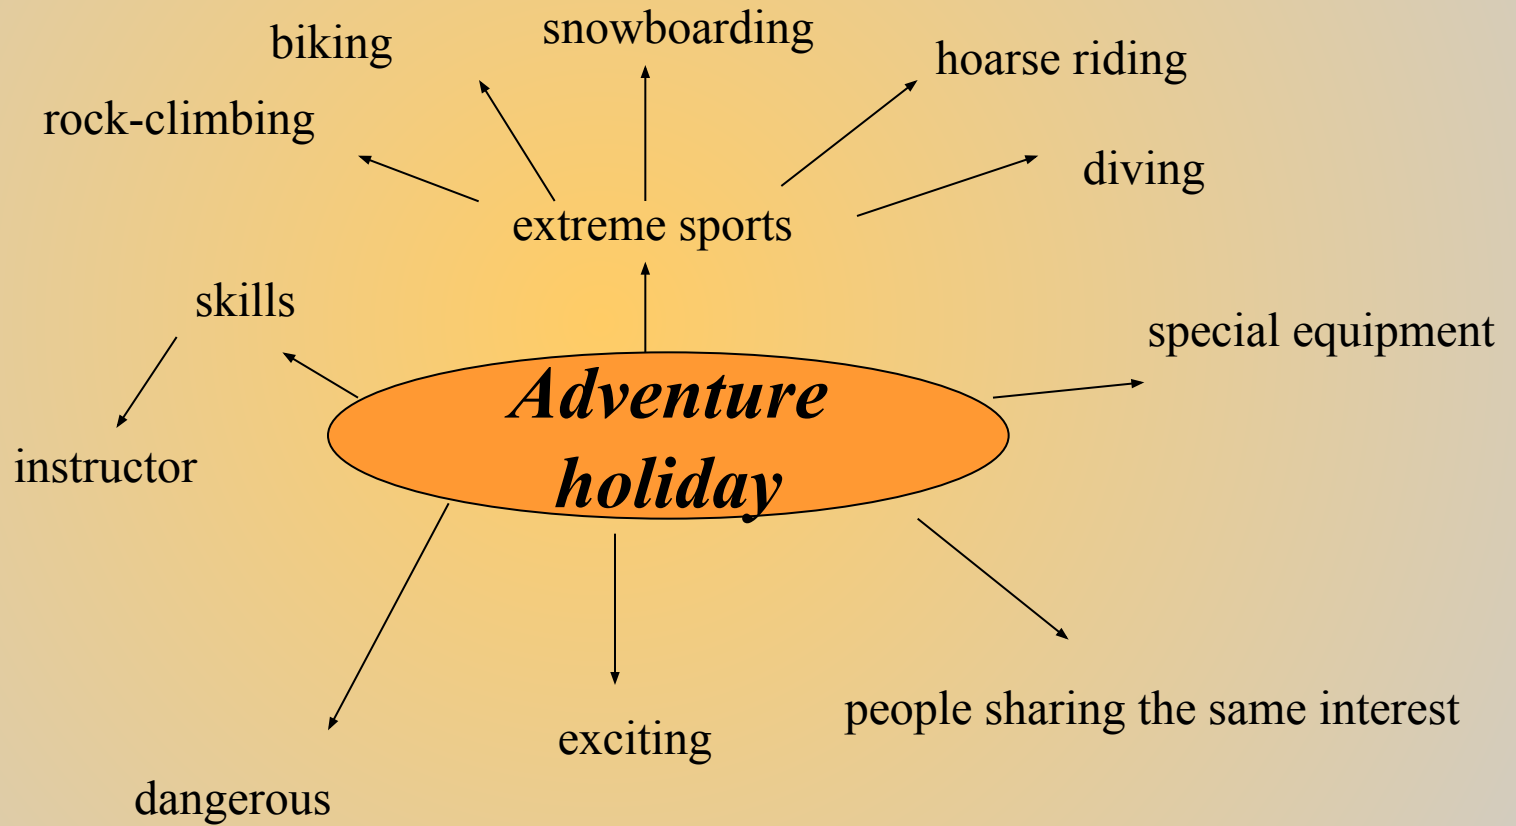 snowboarding
biking
hoarse riding
rock-climbing
diving
extreme sports
skills
special equipment
Adventure
holiday
instructor
people sharing the same interest
exciting
dangerous